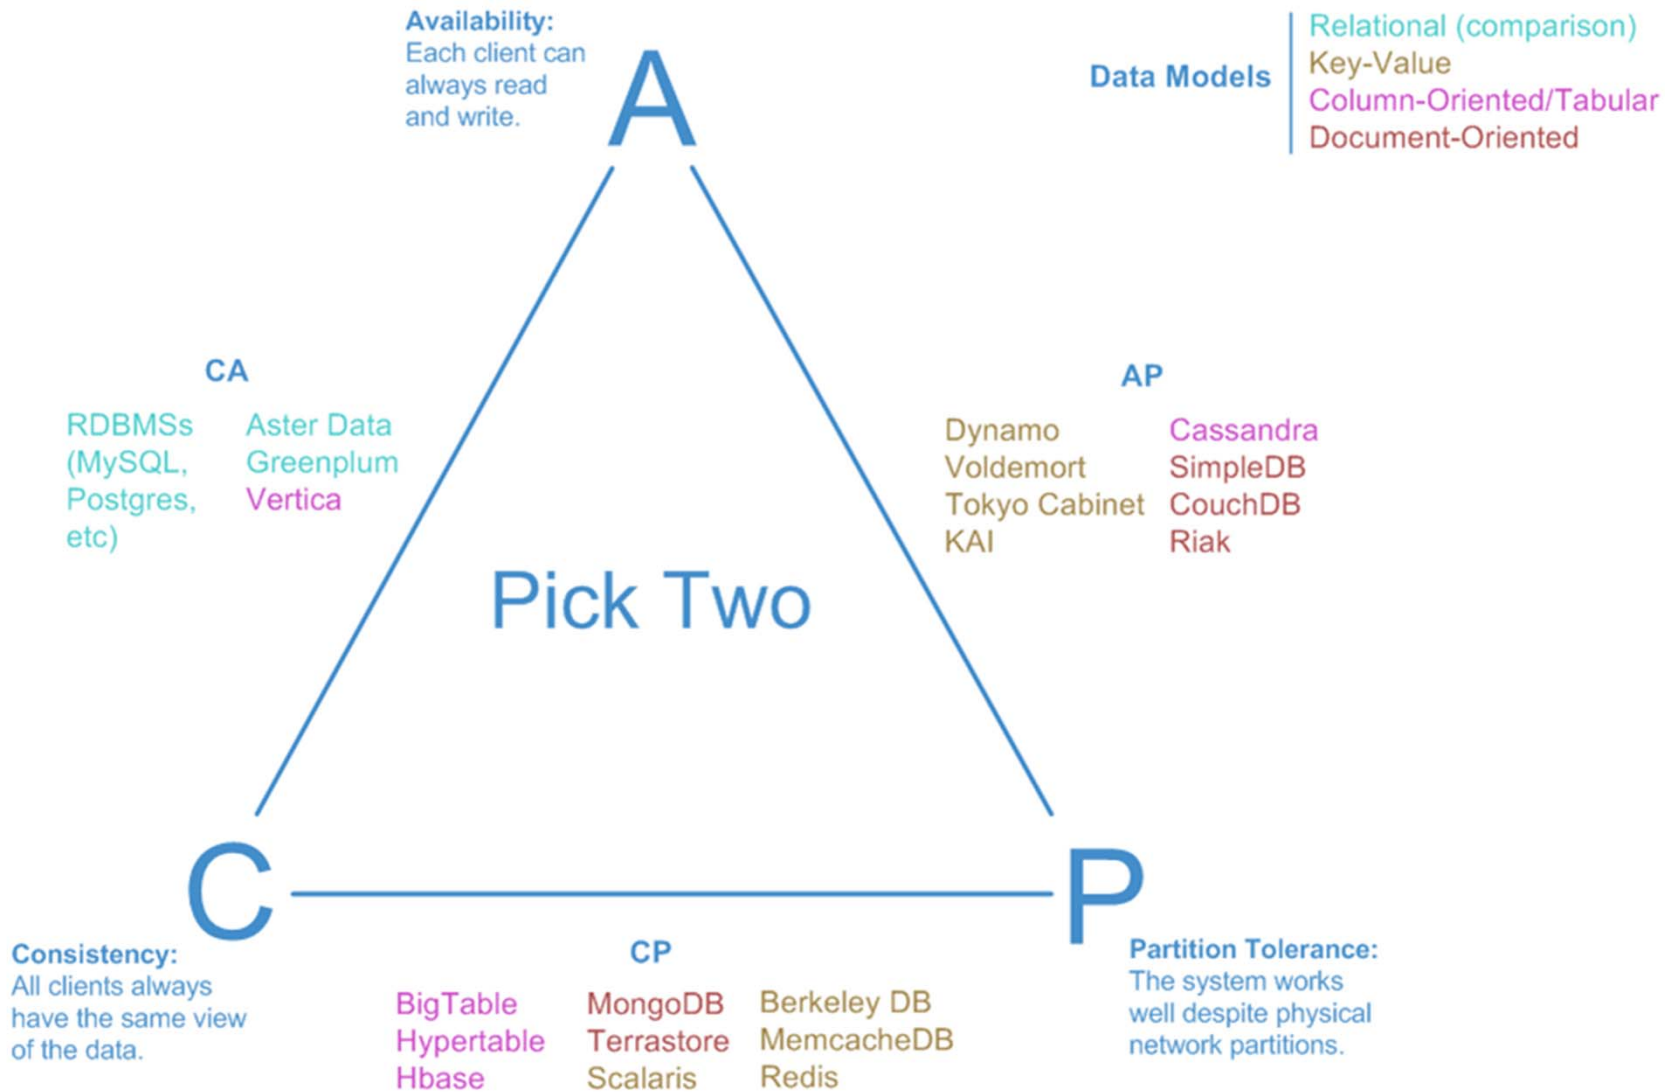 Availability:
Each client can
always read
and write.
A
Data Models
Relational (comparison)
Key-Value
Column-Oriented/Tabular
Document-Oriented
CA
RDBMSs
(MySQL,
Postgres,
etc)
Aster Data
Greenplum
Vertica
AP
Dynamo
Voldemort
Tokyo Cabinet
KAI
Cassandra
SimpleDB
CouchDB
Riak
Pick Two
C
Consistency:
All clients always
have the same view
of the data.
CP
BigTable
Hypertable
Hbase
MongoDB
Terrastore
Scalaris
Berkeley DB
MemcacheDB
Redis
P
Partition Tolerance:
The system works
well despite physical
network partitions.